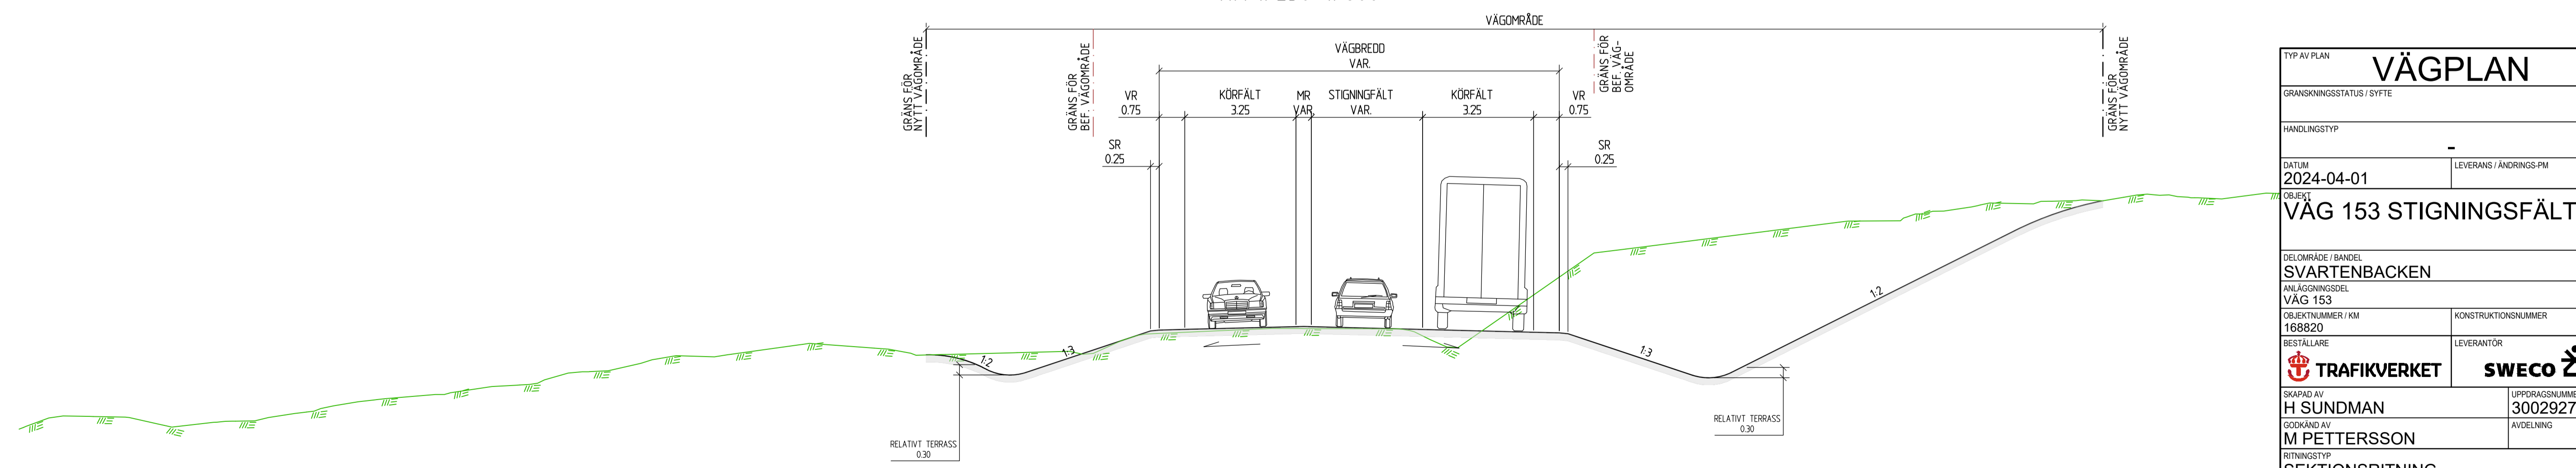 VÄGOMRÅDE
GRÄNS FÖR
NYTT VÄGOMRÅDE
GRÄNS FÖR
BEF. VÄGOMRÅDE
VÄGBREDD
VAR.
GRÄNS FÖR
BEF. VÄG-
OMRÅDE
GRÄNS FÖR
NYTT VÄGOMRÅDE
VR
0.75
KÖRFÄLT
3.25
MR
VAR.
STIGNINGFÄLT
VAR.
KÖRFÄLT
3.25
VR
0.75
SR
0.25
SR
0.25
1:2
1:3
1:3
1:2
RELATIVT TERRASS
0.30
RELATIVT TERRASS
0.30
TYP AV PLAN
VÄGPLAN
GRANSKNINGSSTATUS / SYFTE
HANDLINGSTYP
-
DATUM
2024-04-01
LEVERANS / ÄNDRINGS-PM
OBJEKT
VÄG 153 STIGNINGSFÄLT
DELOMRÅDE / BANDEL
SVARTENBACKEN
ANLÄGGNINGSDEL
VÄG 153
OBJEKTNUMMER / KM
168820
KONSTRUKTIONSNUMMER
BESTÄLLARE
TRAFIKVERKET
LEVERANTÖR
SWECO
SKAPAD AV
H SUNDMAN
UPPDRAGSNUMME
3002927
GODKÄND AV
M PETTERSSON
AVDELNING
RITNINGSTYP
SEKTIONSRITNING